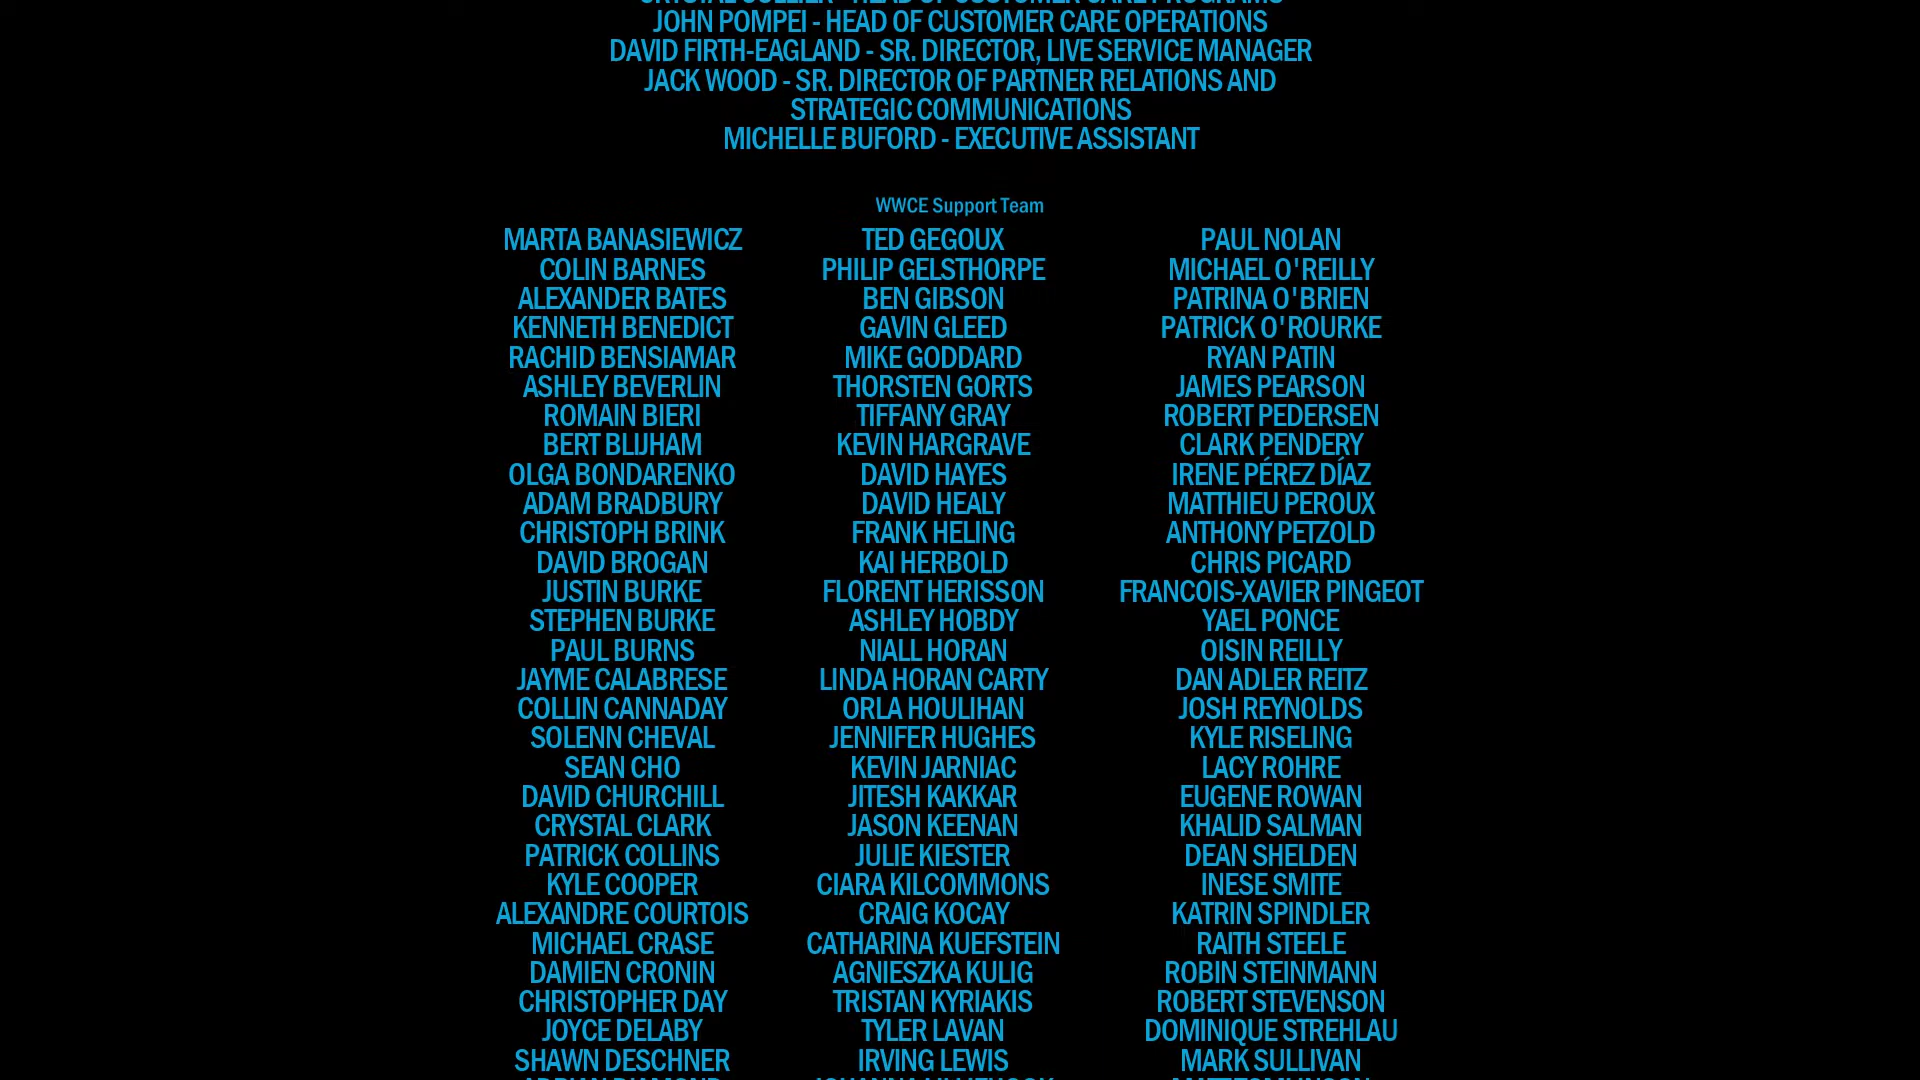 JOHN POMPEI - HEAD OF CUSTOMER CARE OPERATIONS
DAVID FIRTH-EAGLAND - SR. DIRECTOR, LIVE SERVICE MANAGER
JACK WOOD - SR. DIRECTOR OF PARTNER RELATIONS AND
STRATEGIC COMMUNICATIONS
MICHELLE BUFORD - EXECUTIVE ASSISTANT
WWCE Support Team
MARTA BANASIEWICZ
COLIN BARNES
ALEXANDER BATES
KENNETH BENEDICT
RACHID BENSIAMAR
ASHLEY BEVERLIN
ROMAIN BIERI
BERT BLIJHAM
OLGA BONDARENKO
ADAM BRADBURY
CHRISTOPH BRINK
DAVID BROGAN
JUSTIN BURKE
STEPHEN BURKE
PAUL BURNS
JAYME CALABRESE
COLLIN CANNADAY
SOLENN CHEVAL
SEAN CHO
DAVID CHURCHILL
CRYSTAL CLARK
PATRICK COLLINS
KYLE COOPER
ALEXANDRE COURTOIS
MICHAEL CRASE
DAMIEN CRONIN
CHRISTOPHER DAY
JOYCE DELABY
SHAWN DESCHNER
TED GEGOUX
PHILIP GELSTHORPE
BEN GIBSON
GAVIN GLEED
MIKE GODDARD
THORSTEN GORTS
TIFFANY GRAY
KEVIN HARGRAVE
DAVID HAYES
DAVID HEALY
FRANK HELING
KAI HERBOLD
FLORENT HERISSON
ASHLEY HOBDY
NIALL HORAN
LINDA HORAN CARTY
ORLA HOULIHAN
JENNIFER HUGHES
KEVIN JARNIAC
JITESH KAKKAR
JASON KEENAN
JULIE KIESTER
CIARA KILCOMMONS
CRAIG KOCAY
CATHARINA KUEFSTEIN
AGNIESZKA KULIG
TRISTAN KYRIAKIS
TYLER LAVAN
IRVING LEWIS
PAUL NOLAN
MICHAEL O'REILLY
PATRINA O'BRIEN
PATRICK O'ROURKE
RYAN PATIN
JAMES PEARSON
ROBERT PEDERSEN
CLARK PENDERY
IRENE PÉREZ DÍAZ
MATTHIEU PEROUX
ANTHONY PETZOLD
CHRIS PICARD
FRANCOIS-XAVIER PINGEOT
YAEL PONCE
OISIN REILLY
DAN ADLER REITZ
JOSH REYNOLDS
KYLE RISELING
LACY ROHRE
EUGENE ROWAN
KHALID SALMAN
DEAN SHELDEN
INESE SMITE
KATRIN SPINDLER
RAITH STEELE
ROBIN STEINMANN
ROBERT STEVENSON
DOMINIQUE STREHLAU
MARK SULLIVAN